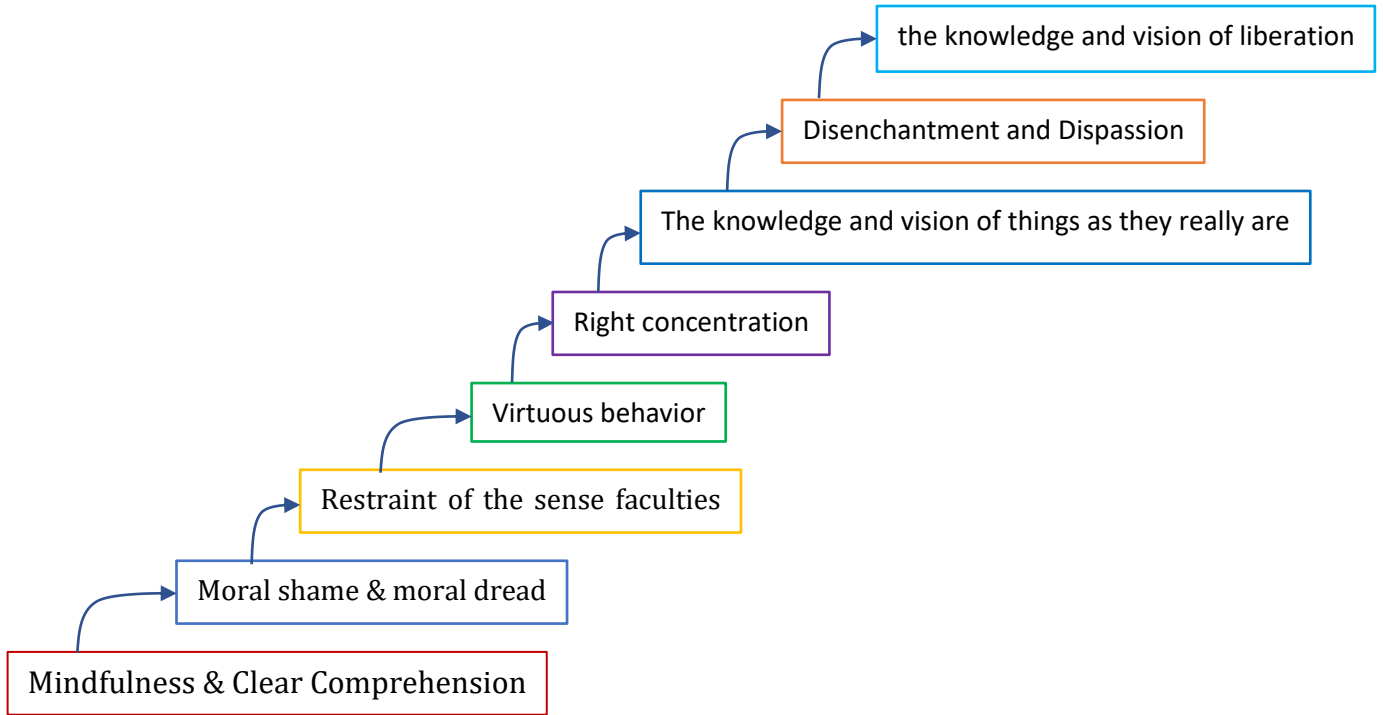 the knowledge and vision of liberation
Disenchantment and Dispassion
The knowledge and vision of things as they really are
Right concentration
Virtuous behavior
Restraint of the sense faculties
Moral shame & moral dread
Mindfulness & Clear Comprehension